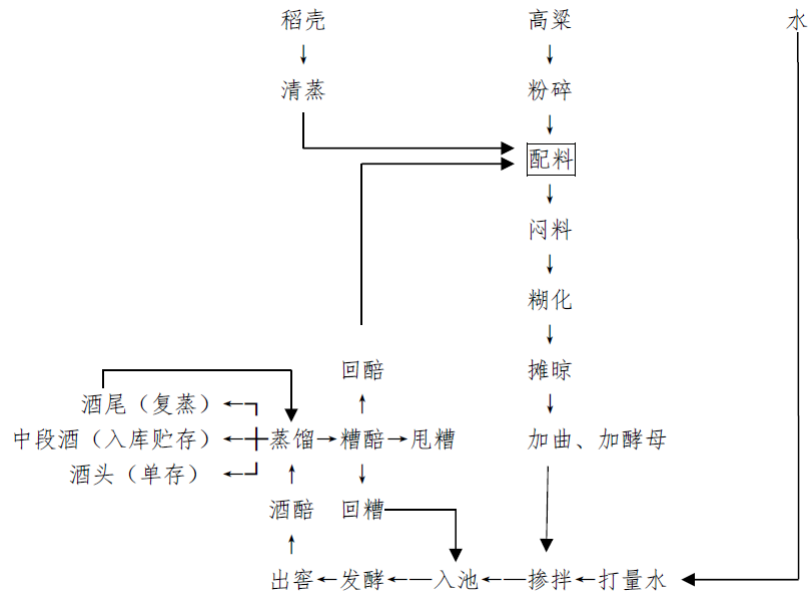 稻壳 高粱 水
清蒸 粉碎
配料
闷料
糊化
回醅 摊晾
酒尾（复蒸）
中段酒（入库贮存） 蒸馏 糟醅 甩糟 加曲、加酵母
酒头（单存）
酒醅 回糟
出窖 发酵 入池 掺拌 打量水